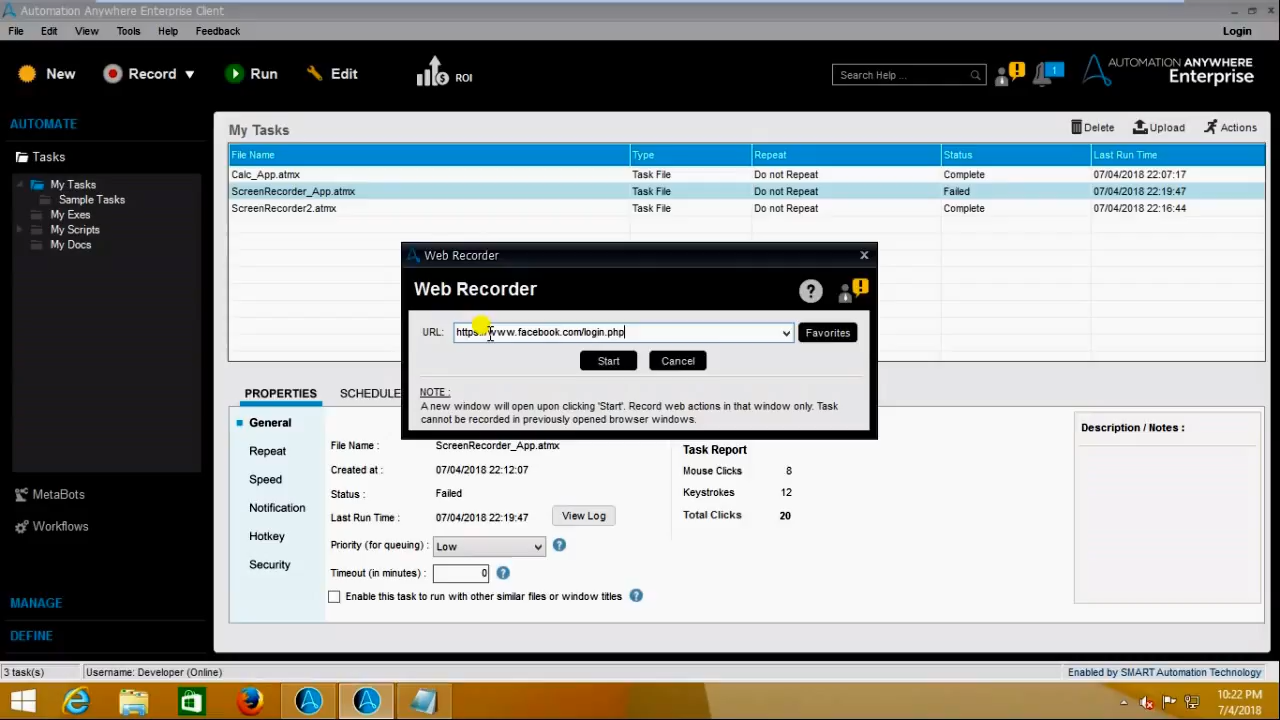 Automation Anywhere Enterprise Client
File Edit View Tools Help Feedback Login
New Record Run Edit ROI Search Help ... 1 AUTOMATION ANYWHERE Enterprise
AUTOMATE
Tasks
My Tasks
Sample Tasks
My Exes
My Scripts
My Docs
MetaBots
Workflows
MANAGE
DEFINE
My Tasks Delete Upload Actions
File Name Type Repeat Status Last Run Time
Calc_App.atmx Task File Do not Repeat Complete 07/04/2018 22:07:17
ScreenRecorder_App.atmx Task File Do not Repeat Failed 07/04/2018 22:19:47
ScreenRecorder2.atmx Task File Do not Repeat Complete 07/04/2018 22:16:44
Web Recorder
Web Recorder
URL: https://www.facebook.com/login.php Favorites
Start Cancel
NOTE :
A new window will open upon clicking 'Start'. Record web actions in that window only. Task
cannot be recorded in previously opened browser windows.
PROPERTIES SCHEDULE
General
Repeat
Speed
Notification
Hotkey
Security
File Name : ScreenRecorder_App.atmx
Created at : 07/04/2018 22:12:07
Status : Failed
Last Run Time : 07/04/2018 22:19:47 View Log
Priority (for queuing) : Low
Timeout (in minutes) : 0
Enable this task to run with other similar files or window titles
Task Report
Mouse Clicks 8
Keystrokes 12
Total Clicks 20
Description / Notes :
3 task(s) Username: Developer (Online) Enabled by SMART Automation Technology
10:22 PM
7/4/2018